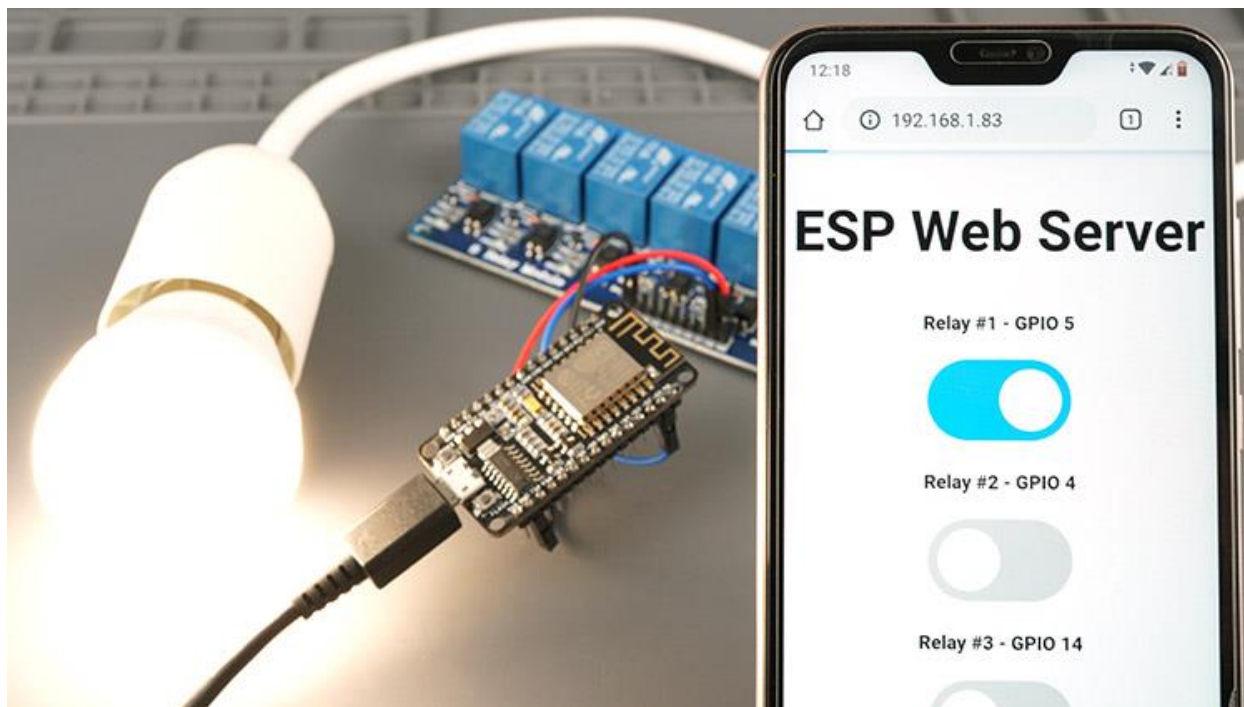 12:18
192.168.1.83
1
ESP Web Server
Relay #1 - GPIO 5
Relay #2 - GPIO 4
Relay #3 - GPIO 14